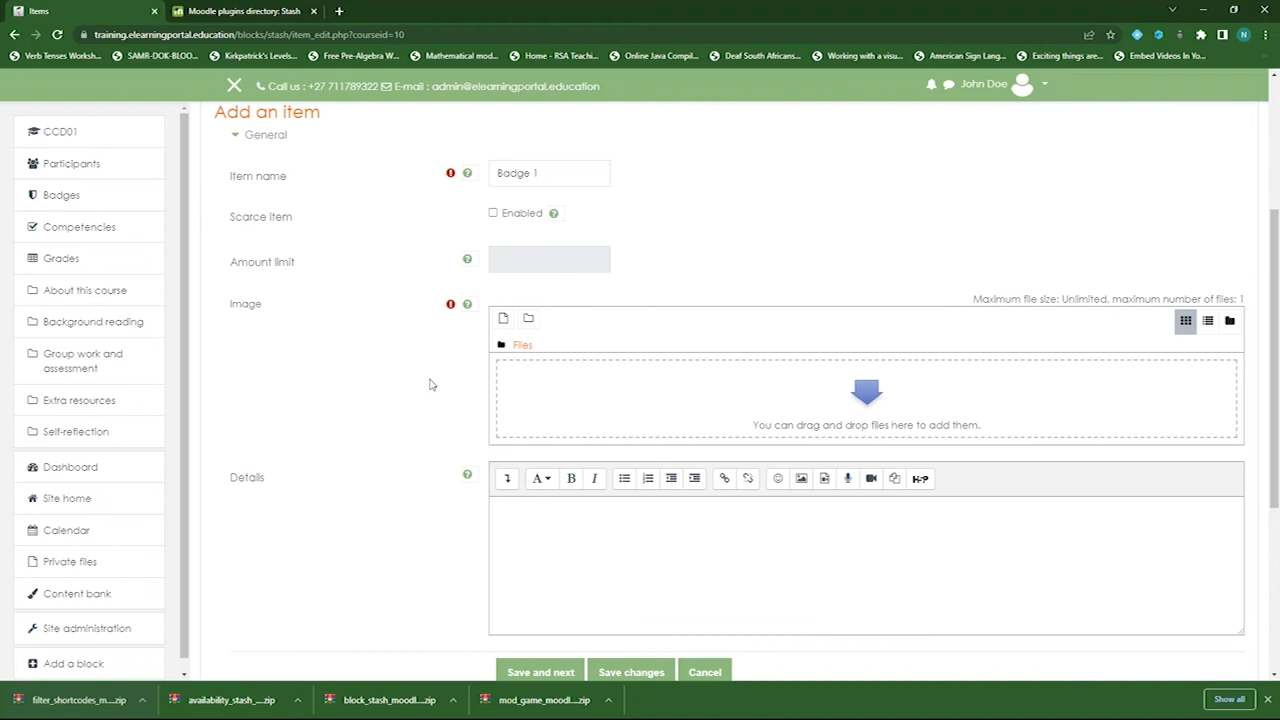 Items
Moodle plugins directory: Stash
training.elearningportal.education/blocks/stash/item_edit.php?courseid=10
Verb Tenses Worksh...
SAMR-DOK-BLOO...
Kirkpatrick's Levels...
Free Pre-Algebra W...
Mathematical mod...
Home - RSA Teachi...
Online Java Compil...
Deaf South Africans...
Working with a visu...
American Sign Lang...
Exciting things are...
Embed Videos In Yo...
Call us : +27 711789322 E-mail : admin@elearningportal.education
John Doe
CCD01
Participants
Badges
Competencies
Grades
About this course
Background reading
Group work and
assessment
Extra resources
Self-reflection
Dashboard
Site home
Calendar
Private files
Content bank
Site administration
Add a block
Add an item
General
Item name
Badge 1
Scarce item
Enabled
Amount limit
Image
Maximum file size: Unlimited, maximum number of files: 1
Files
You can drag and drop files here to add them.
Details
A B I
H5P
Save and next
Save changes
Cancel
filter_shortcodes_m....zip
availability_stash_....zip
block_stash_moodl....zip
mod_game_moodl....zip
Show all